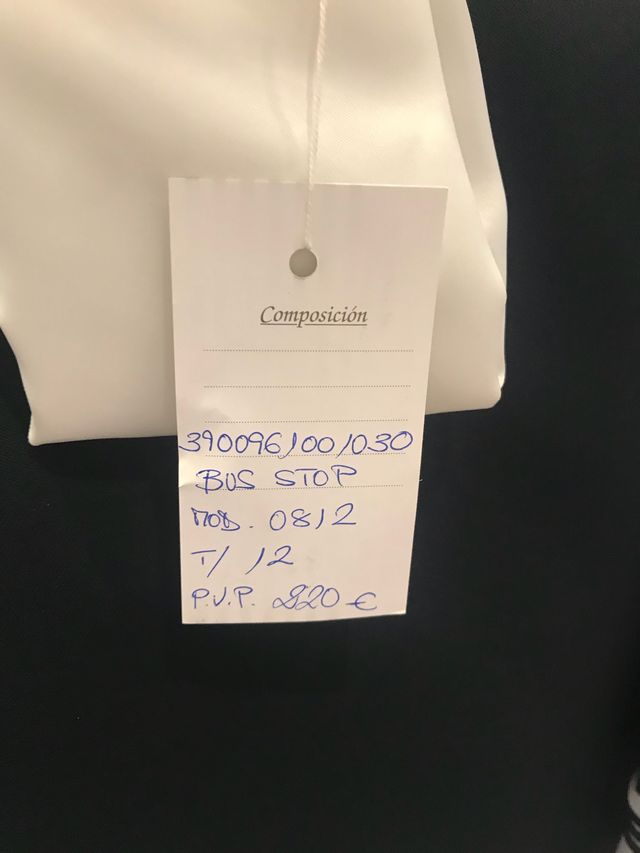 Composición
390096/001/030
BUS STOP
MOD. 0812
T/ 12
P.V.P. 220 €